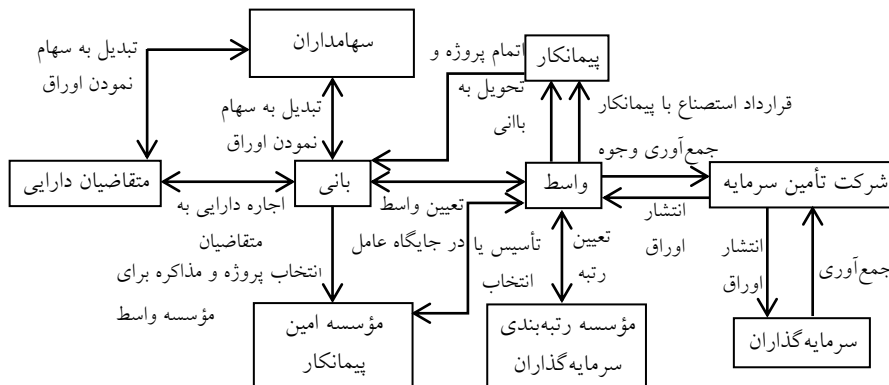 سهامداران
تبدیل به سهام
نمودن اوراق
پیمانکار
اتمام پروژه و
تحویل به
باانی
قرارداد استصناع با پیمانکار
تبدیل به سهام
نمودن اوراق
جمع‌آوری وجوه
شرکت تأمین سرمایه
واسط
بانی
متقاضیان دارایی
اجاره دارایی به
متقاضیان
تعیین واسط
در جایگاه عامل
تأسیس یا
انتخاب
تعیین
رتبه
انتشار
اوراق
انتشار
اوراق
جمع‌آوری
انتخاب پروژه و مذاکره برای
مؤسسه واسط
مؤسسه امین
پیمانکار
مؤسسه رتبه‌بندی
سرمایه‌گذاران
سرمایه‌گذاران